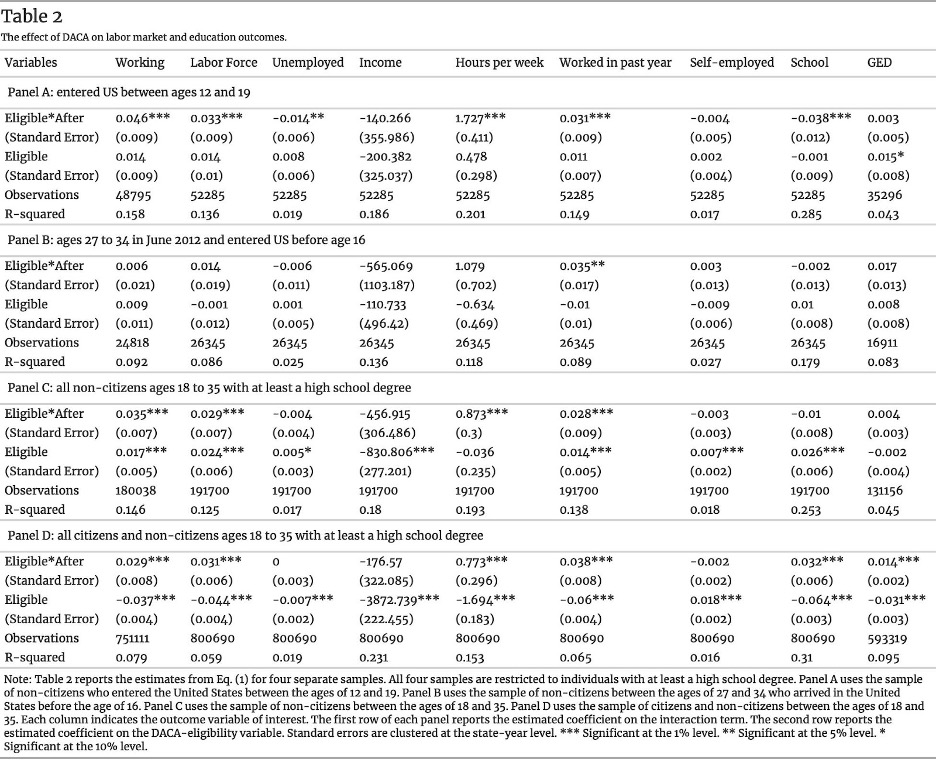 Table 2
The effect of DACA on labor market and education outcomes.
Variables Working Labor Force Unemployed Income Hours per week Worked in past year Self-employed School GED
Panel A: entered US between ages 12 and 19
Eligible*After 0.046*** 0.033*** -0.014** -140.266 1.727*** 0.031*** -0.004 -0.038*** 0.003
(Standard Error) (0.009) (0.009) (0.006) (355.986) (0.411) (0.009) (0.005) (0.012) (0.005)
Eligible 0.014 0.014 0.008 -200.382 0.478 0.011 0.002 -0.001 0.015*
(Standard Error) (0.009) (0.01) (0.006) (325.037) (0.298) (0.007) (0.004) (0.009) (0.008)
Observations 48795 52285 52285 52285 52285 52285 52285 52285 35296
R-squared 0.158 0.136 0.019 0.186 0.201 0.149 0.017 0.285 0.043
Panel B: ages 27 to 34 in June 2012 and entered US before age 16
Eligible*After 0.006 0.014 -0.006 -565.069 1.079 0.035** 0.003 -0.002 0.017
(Standard Error) (0.021) (0.019) (0.011) (1103.187) (0.702) (0.017) (0.013) (0.013) (0.013)
Eligible 0.009 -0.001 0.001 -110.733 -0.634 -0.01 -0.009 0.01 0.008
(Standard Error) (0.011) (0.012) (0.005) (496.42) (0.469) (0.01) (0.006) (0.008) (0.008)
Observations 24818 26345 26345 26345 26345 26345 26345 26345 16911
R-squared 0.092 0.086 0.025 0.136 0.118 0.089 0.027 0.179 0.083
Panel C: all non-citizens ages 18 to 35 with at least a high school degree
Eligible*After 0.035*** 0.029*** -0.004 -456.915 0.873*** 0.028*** -0.003 -0.01 0.004
(Standard Error) (0.007) (0.007) (0.004) (306.486) (0.3) (0.009) (0.003) (0.008) (0.003)
Eligible 0.017*** 0.024*** 0.005* -830.806*** -0.036 0.014*** 0.007*** 0.026*** -0.002
(Standard Error) (0.005) (0.006) (0.003) (277.201) (0.235) (0.005) (0.002) (0.006) (0.004)
Observations 180038 191700 191700 191700 191700 191700 191700 191700 131156
R-squared 0.146 0.125 0.017 0.18 0.193 0.138 0.018 0.253 0.045
Panel D: all citizens and non-citizens ages 18 to 35 with at least a high school degree
Eligible*After 0.029*** 0.031*** 0 -176.57 0.773*** 0.038*** -0.002 0.032*** 0.014***
(Standard Error) (0.008) (0.006) (0.003) (322.085) (0.296) (0.008) (0.002) (0.006) (0.002)
Eligible -0.037*** -0.044*** -0.007*** -3872.739*** -1.694*** -0.06*** 0.018*** -0.064*** -0.031***
(Standard Error) (0.004) (0.004) (0.002) (222.455) (0.183) (0.004) (0.002) (0.003) (0.003)
Observations 751111 800690 800690 800690 800690 800690 800690 800690 593319
R-squared 0.079 0.059 0.019 0.231 0.153 0.065 0.016 0.31 0.095
Note: Table 2 reports the estimates from Eq. (1) for four separate samples. All four samples are restricted to individuals with at least a high school degree. Panel A uses the sample
of non-citizens who entered the United States between the ages of 12 and 19. Panel B uses the sample of non-citizens between the ages of 27 and 34 who arrived in the United
States before the age of 16. Panel C uses the sample of non-citizens between the ages of 18 and 35. Panel D uses the sample of citizens and non-citizens between the ages of 18 and
35. Each column indicates the outcome variable of interest. The first row of each panel reports the estimated coefficient on the interaction term. The second row reports the
estimated coefficient on the DACA-eligibility variable. Standard errors are clustered at the state-year level. *** Significant at the 1% level. ** Significant at the 5% level. *
Significant at the 10% level.